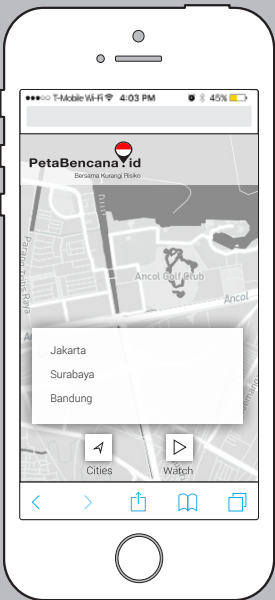 T-Mobile Wi-Fi 4:03 PM 45%
PetaBencana.id
Bersama Kurangi Risiko
Ancol Golf Club
Ancol
Jakarta
Surabaya
Bandung
Cities
Watch